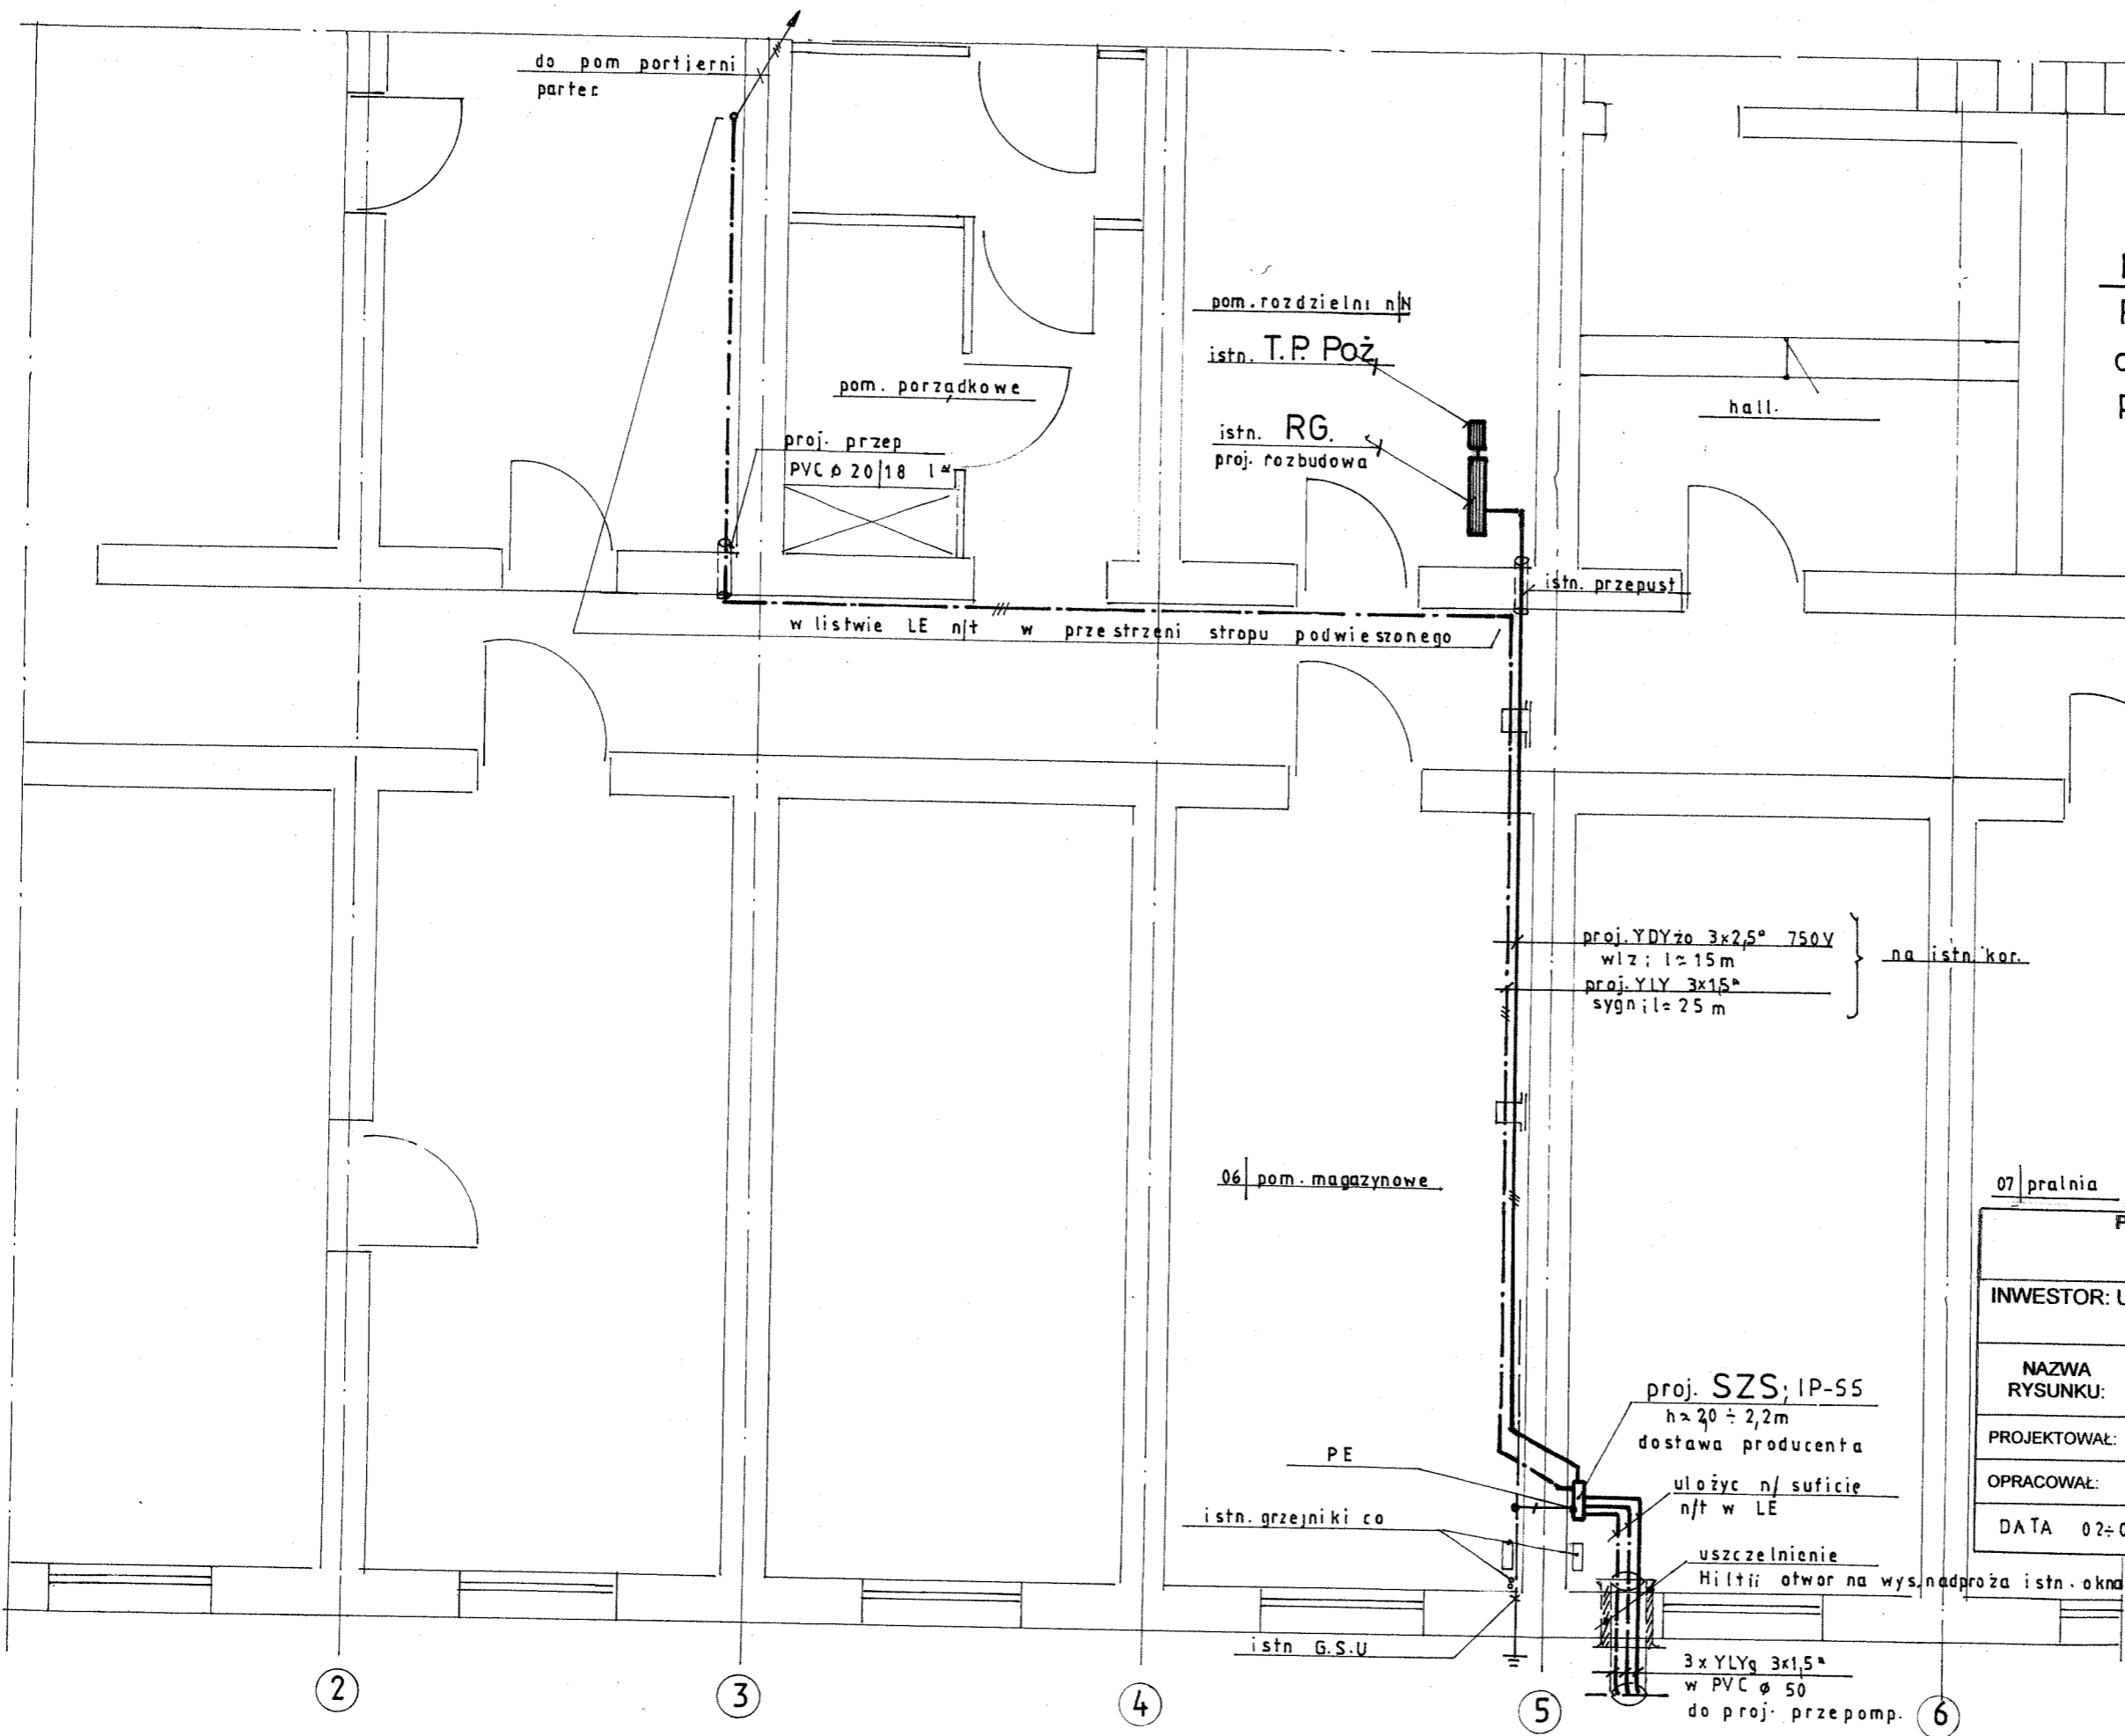 do pom portjerni
parter
pom. rozdzielni n/N
istn. T.P. Poż
pom. porządkowe
hall.
istn. RG.
proj. rozbudowa
proj. przep
PVC ø 20/18
istn. przepust
w listwie LE n/t w przestrzeni stropu podwieszonego
proj. YDYżo 3x2,5 750V
wlz; l≈15m
na istn. kor.
proj. YLY 3x1,5
sygn; l≈25 m
06 pom. magazynowe
07 pralnia
INWESTOR:
NAZWA
RYSUNKU:
PROJEKTOWAŁ:
OPRACOWAŁ:
DATA 02÷0
proj. SZS; IP-55
h≈2,0 ÷ 2,2m
dostawa producenta
PE
ułożyc n/ suficie
n/t w LE
istn. grzejniki co
uszczelnienie
Hiltii otwor na wys. nadproża istn. okna
istn G.S.U
3 x YLYg 3x1,5
w PVC ø 50
do proj. przepomp.
2
3
4
5
6